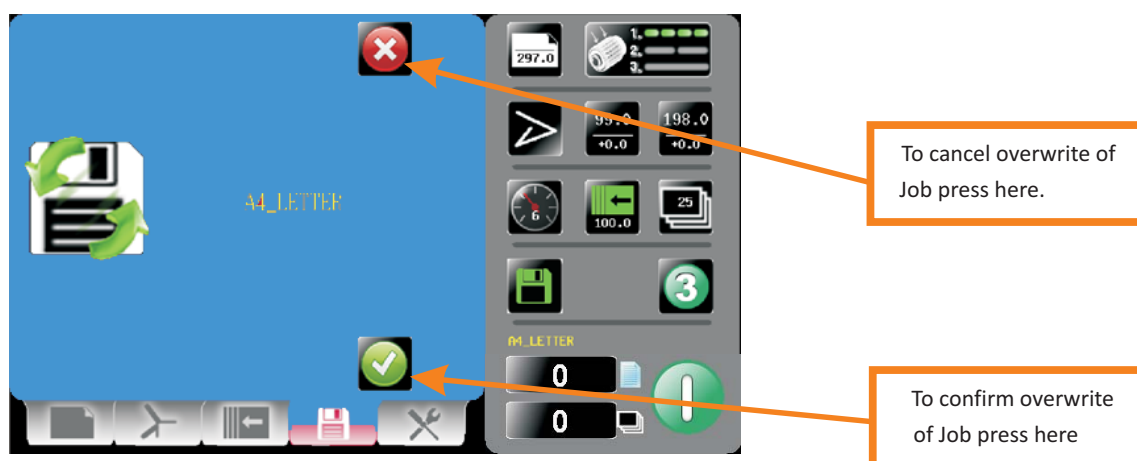 297.0
1.
2.
3.
99.0
+0.0
198.0
+0.0
6
100.0
25
3
A4_LETTER
A4_LETTER
0
0
To cancel overwrite of
Job press here.
To confirm overwrite
of Job press here